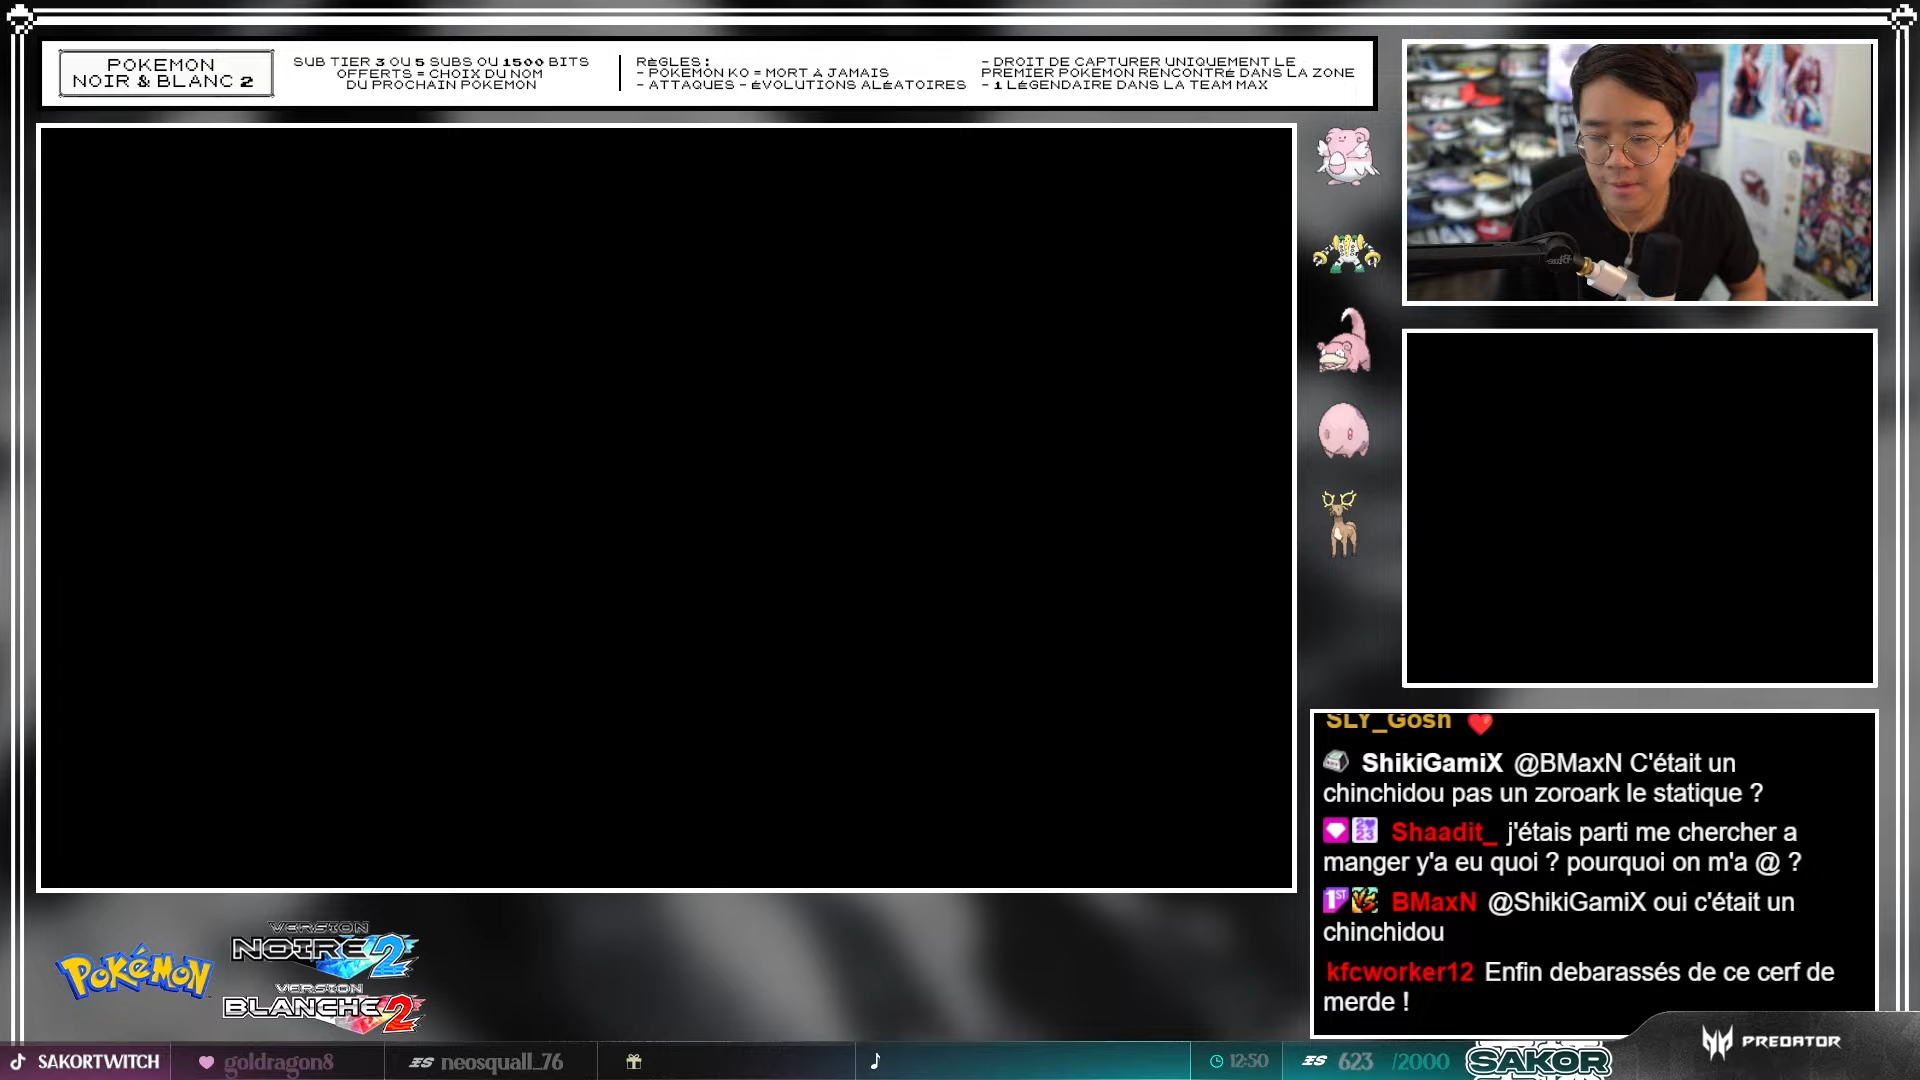 POKEMON
NOIR & BLANC 2
SUB TIER 3 OU 5 SUBS OU 1500 BITS
OFFERTS = CHOIX DU NOM
DU PROCHAIN POKEMON
RÈGLES :
- POKEMON KO = MORT A JAMAIS
- ATTAQUES - ÉVOLUTIONS ALÉATOIRES
- DROIT DE CAPTURER UNIQUEMENT LE
PREMIER POKEMON RENCONTRÉ DANS LA ZONE
- 1 LÉGENDAIRE DANS LA TEAM MAX
SLY_Gosh
ShikiGamiX @BMaxN C'était un
chinchidou pas un zoroark le statique ?
Shaadit_ j'étais parti me chercher a
manger y'a eu quoi ? pourquoi on m'a @ ?
BMaxN @ShikiGamiX oui c'était un
chinchidou
kfcworker12 Enfin debarassés de ce cerf de
merde !
POKéMON
VERSION
NOIRE 2
VERSION
BLANCHE 2
SAKORTWITCH
goldragon8
neosquall_76
12:50
623 /2000
SAKOR
PREDATOR